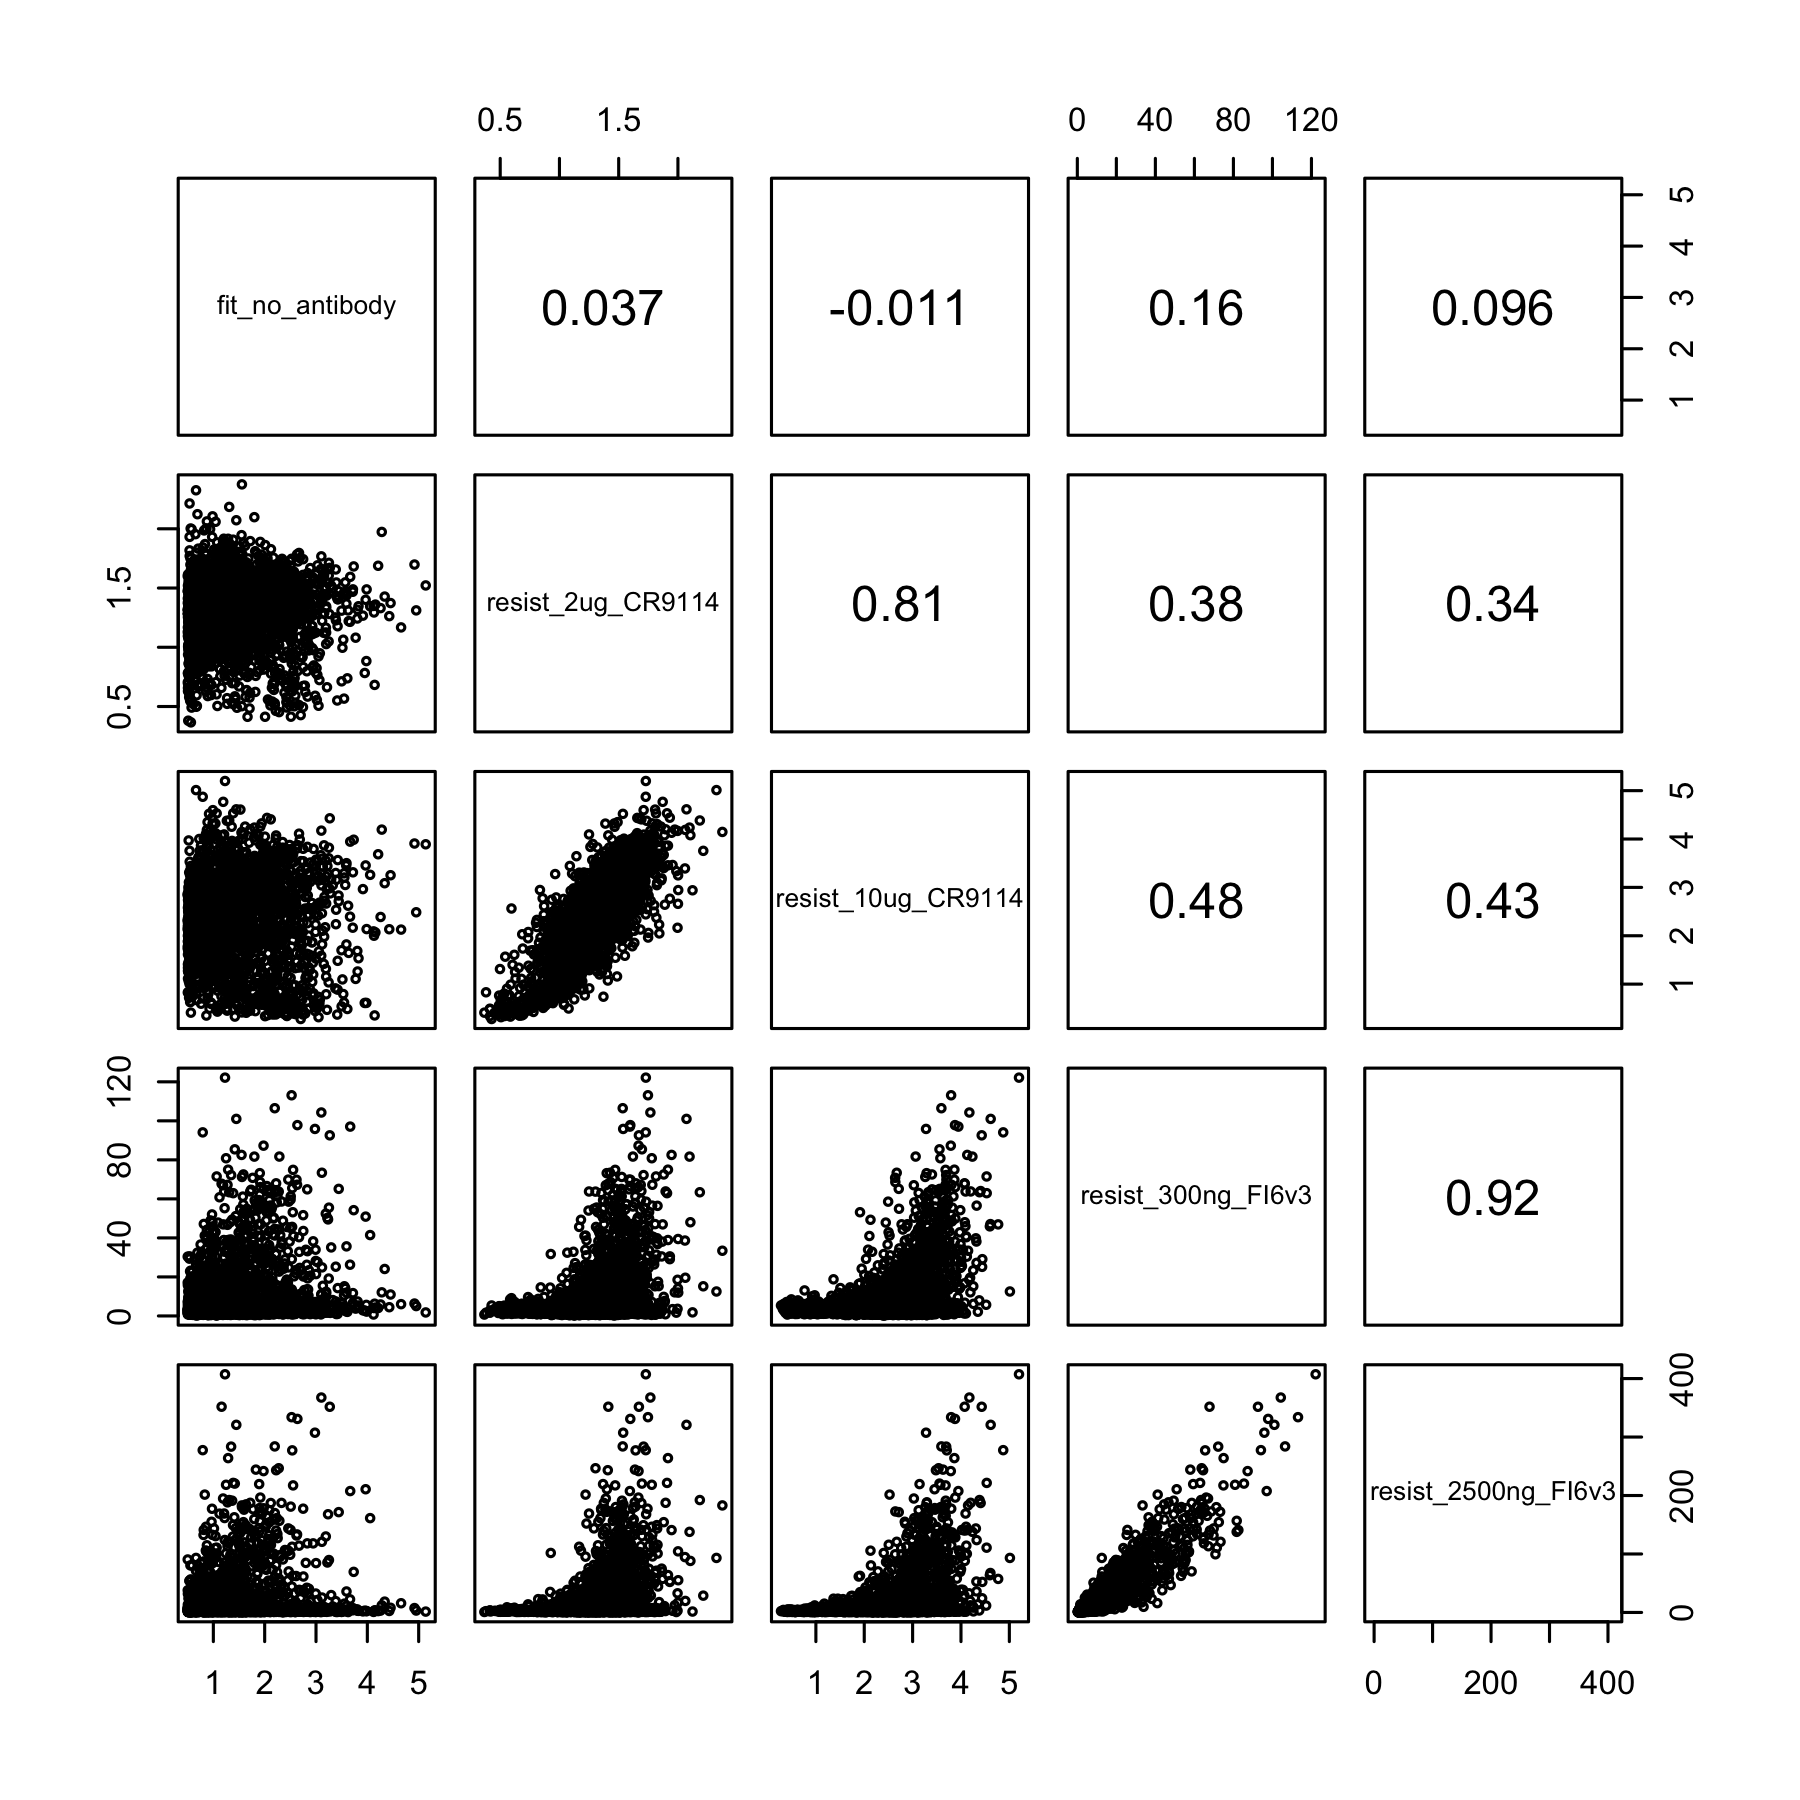 0.5 1.5 0 40 80 120
fit_no_antibody 0.037 -0.011 0.16 0.096 1 2 3 4 5
0.5 1.5 resist_2ug_CR9114 0.81 0.38 0.34
resist_10ug_CR9114 0.48 0.43 1 2 3 4 5
0 40 80 120 resist_300ng_FI6v3 0.92
resist_2500ng_FI6v3 0 200 400
1 2 3 4 5 1 2 3 4 5 0 200 400